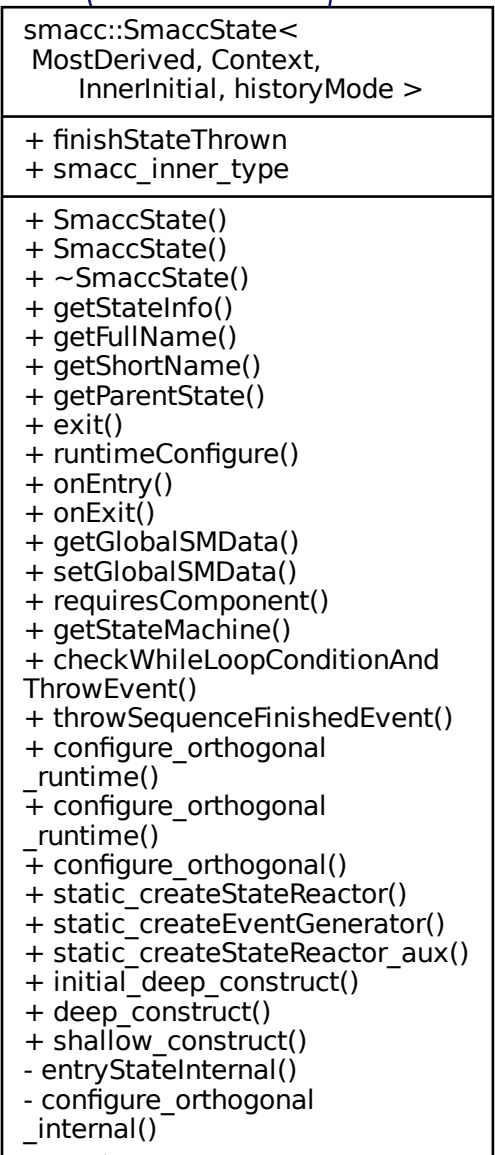 smacc::SmaccState<
MostDerived, Context,
InnerInitial, historyMode >
+ finishStateThrown
+ smacc_inner_type
+ SmaccState()
+ SmaccState()
+ ~SmaccState()
+ getStateInfo()
+ getFullName()
+ getShortName()
+ getParentState()
+ exit()
+ runtimeConfigure()
+ onEntry()
+ onExit()
+ getGlobalSMData()
+ setGlobalSMData()
+ requiresComponent()
+ getStateMachine()
+ checkWhileLoopConditionAnd
ThrowEvent()
+ throwSequenceFinishedEvent()
+ configure_orthogonal
_runtime()
+ configure_orthogonal
_runtime()
+ configure_orthogonal()
+ static_createStateReactor()
+ static_createEventGenerator()
+ static_createStateReactor_aux()
+ initial_deep_construct()
+ deep_construct()
+ shallow_construct()
- entryStateInternal()
- configure_orthogonal
_internal()